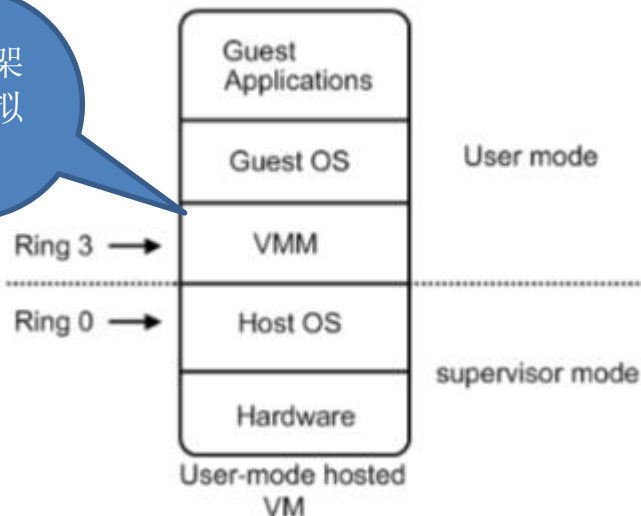 架
拟
Guest
Applications
Guest OS
User mode
Ring 3
VMM
Ring 0
Host OS
supervisor mode
Hardware
User-mode hosted
VM